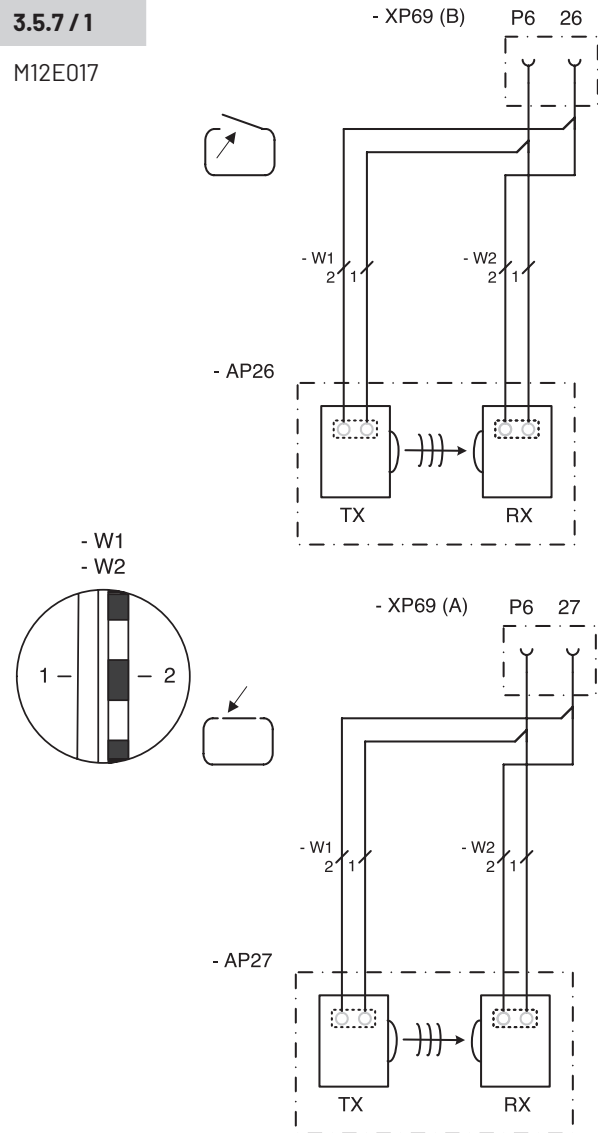 3.5.7 / 1
M12E017
- XP69 (B) P6 26
- W1 - W2
2 1 2 1
- AP26
TX RX
- W1
- W2
1 2
- XP69 (A) P6 27
- W1 - W2
2 1 2 1
- AP27
TX RX